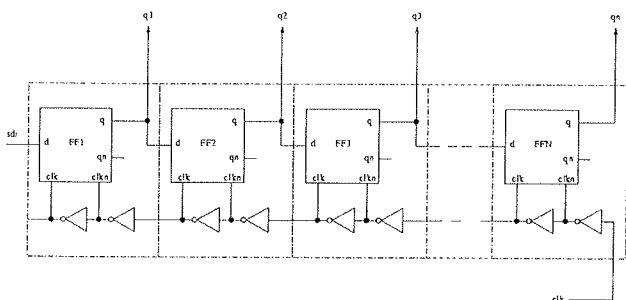 q1 q2 q3 qn
q q q q
sdi d FF1 d FF2 d FF3 d FFN
qn qn qn qn
clk clkn clk clkn clk clkn clk clkn
clk